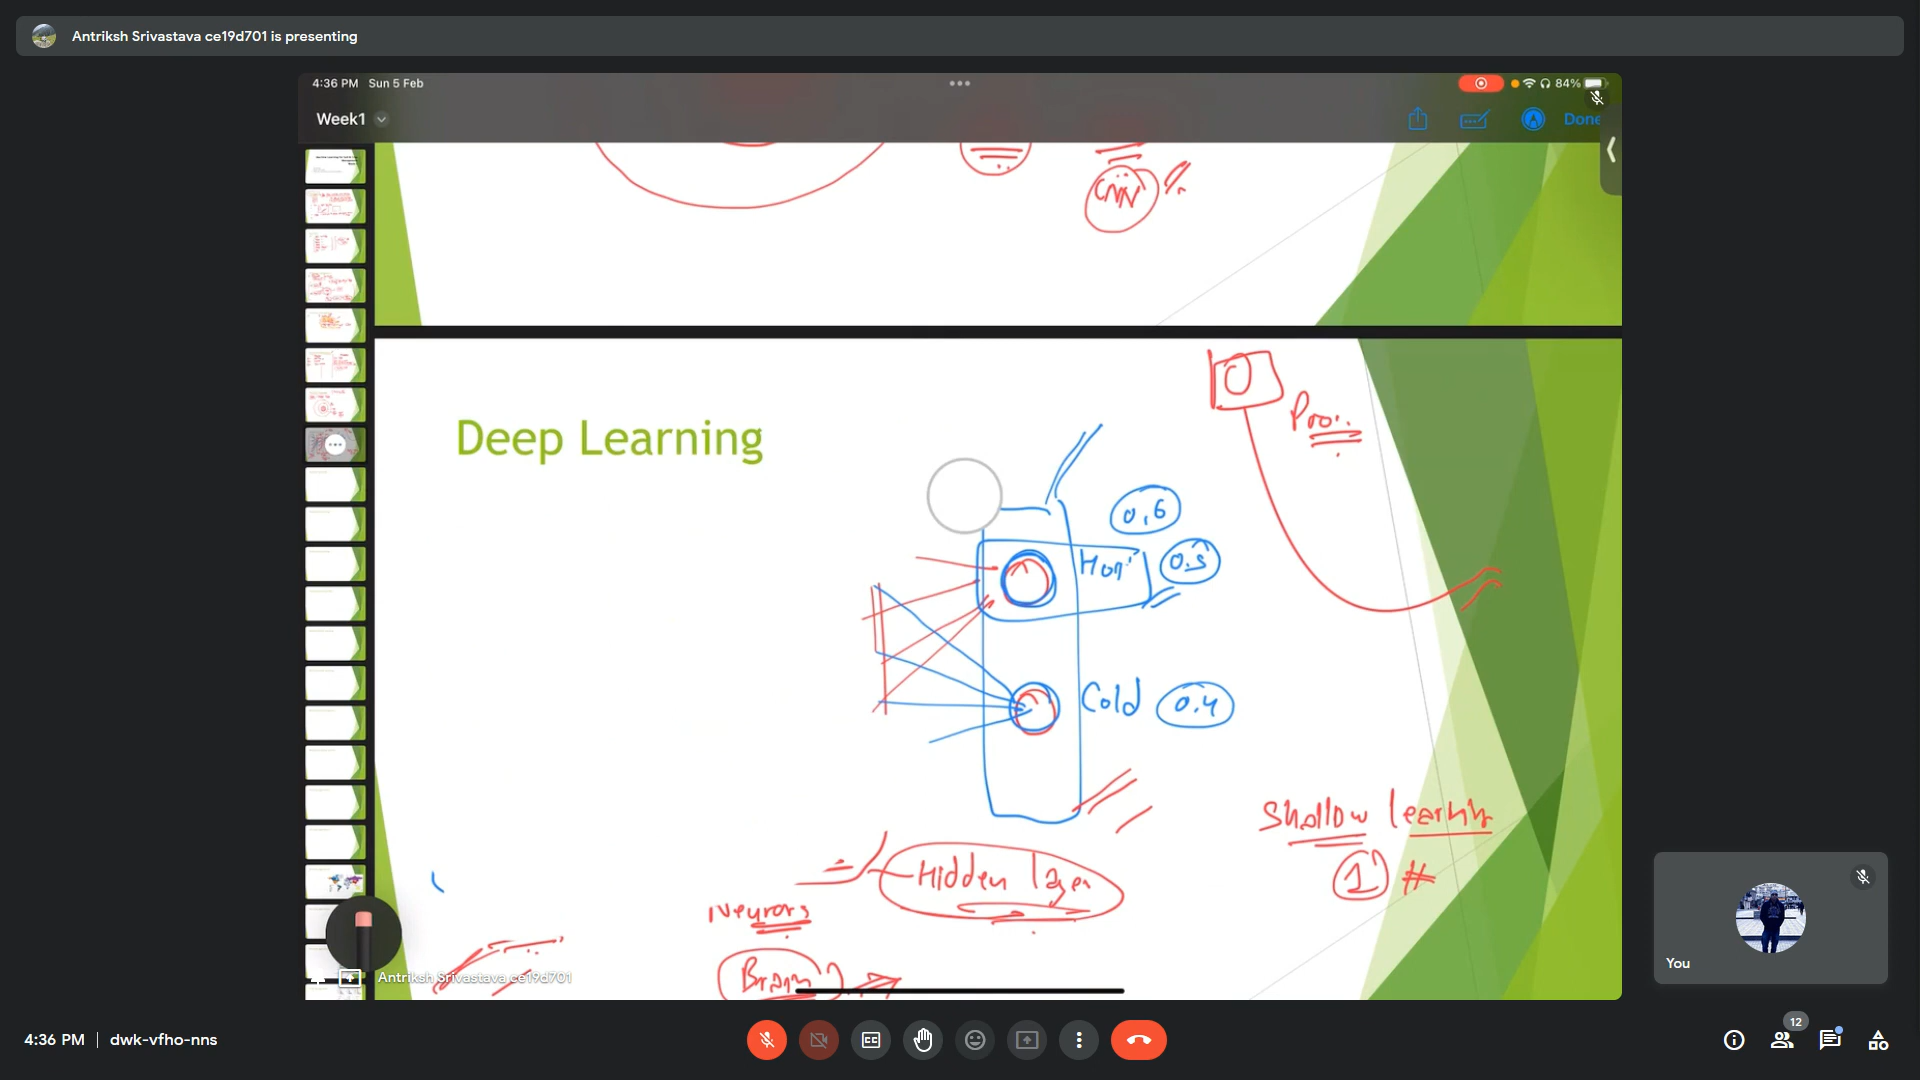 Antriksh Srivastava ce19d701 is presenting
4:36 PM Sun 5 Feb
84%
Week1
Done
CNN
Deep Learning
0.6
0.5
Cold
0.4
Shallow learning
1 #
Hidden layer
Neurons
Brain
Antriksh Srivastava ce19d701
You
4:36 PM | dwk-vfho-nns
CC
12